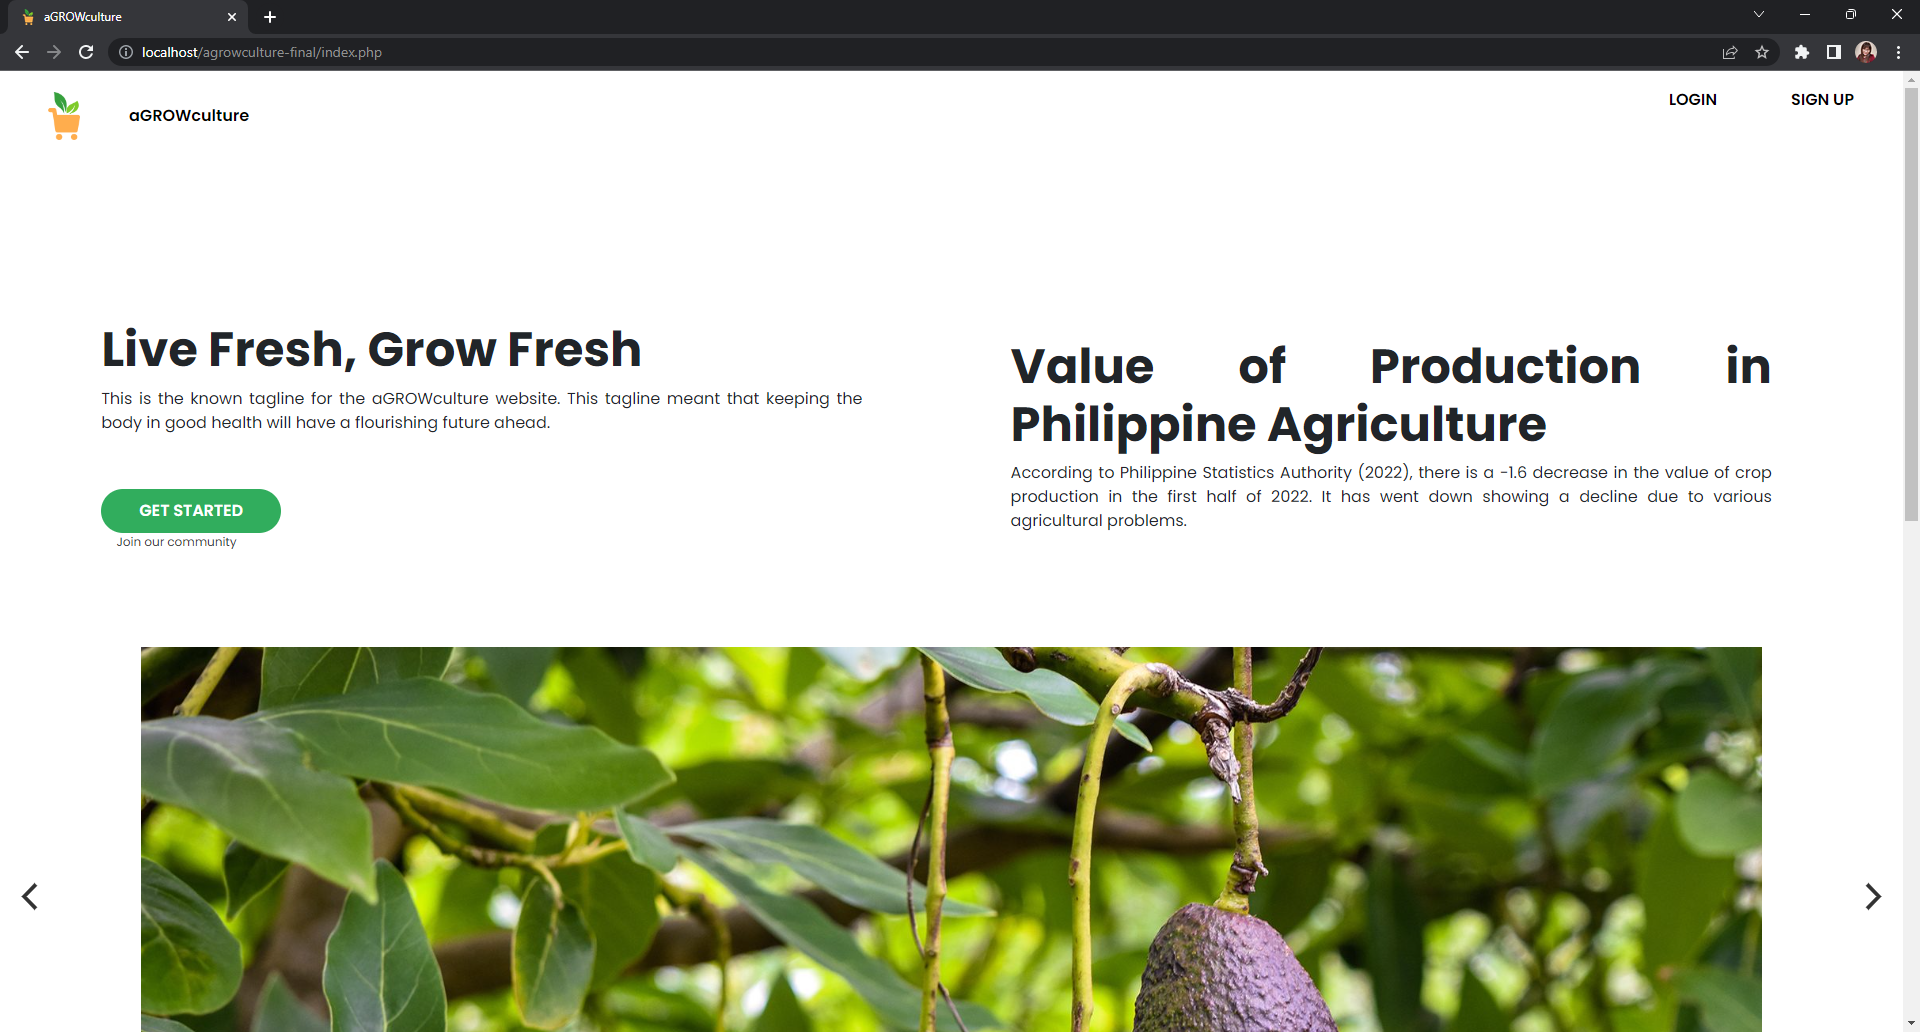 aGROWculture
localhost/agrowculture-final/index.php
aGROWculture
LOGIN
SIGN UP
Live Fresh, Grow Fresh
This is the known tagline for the aGROWculture website. This tagline meant that keeping the
body in good health will have a flourishing future ahead.
GET STARTED
Join our community
Value of Production in
Philippine Agriculture
According to Philippine Statistics Authority (2022), there is a -1.6 decrease in the value of crop
production in the first half of 2022. It has went down showing a decline due to various
agricultural problems.